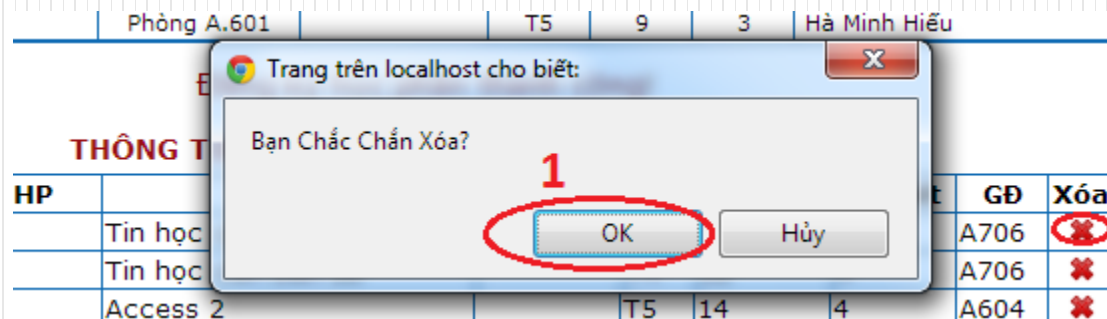 Phòng A.601 T5 9 3 Hà Minh Hiếu
Trang trên localhost cho biết:
THÔNG T
Bạn Chắc Chắn Xóa?
1
HP GĐ Xóa
OK Hủy
Tin học A706
Tin học A706
Access 2 T5 14 4 A604